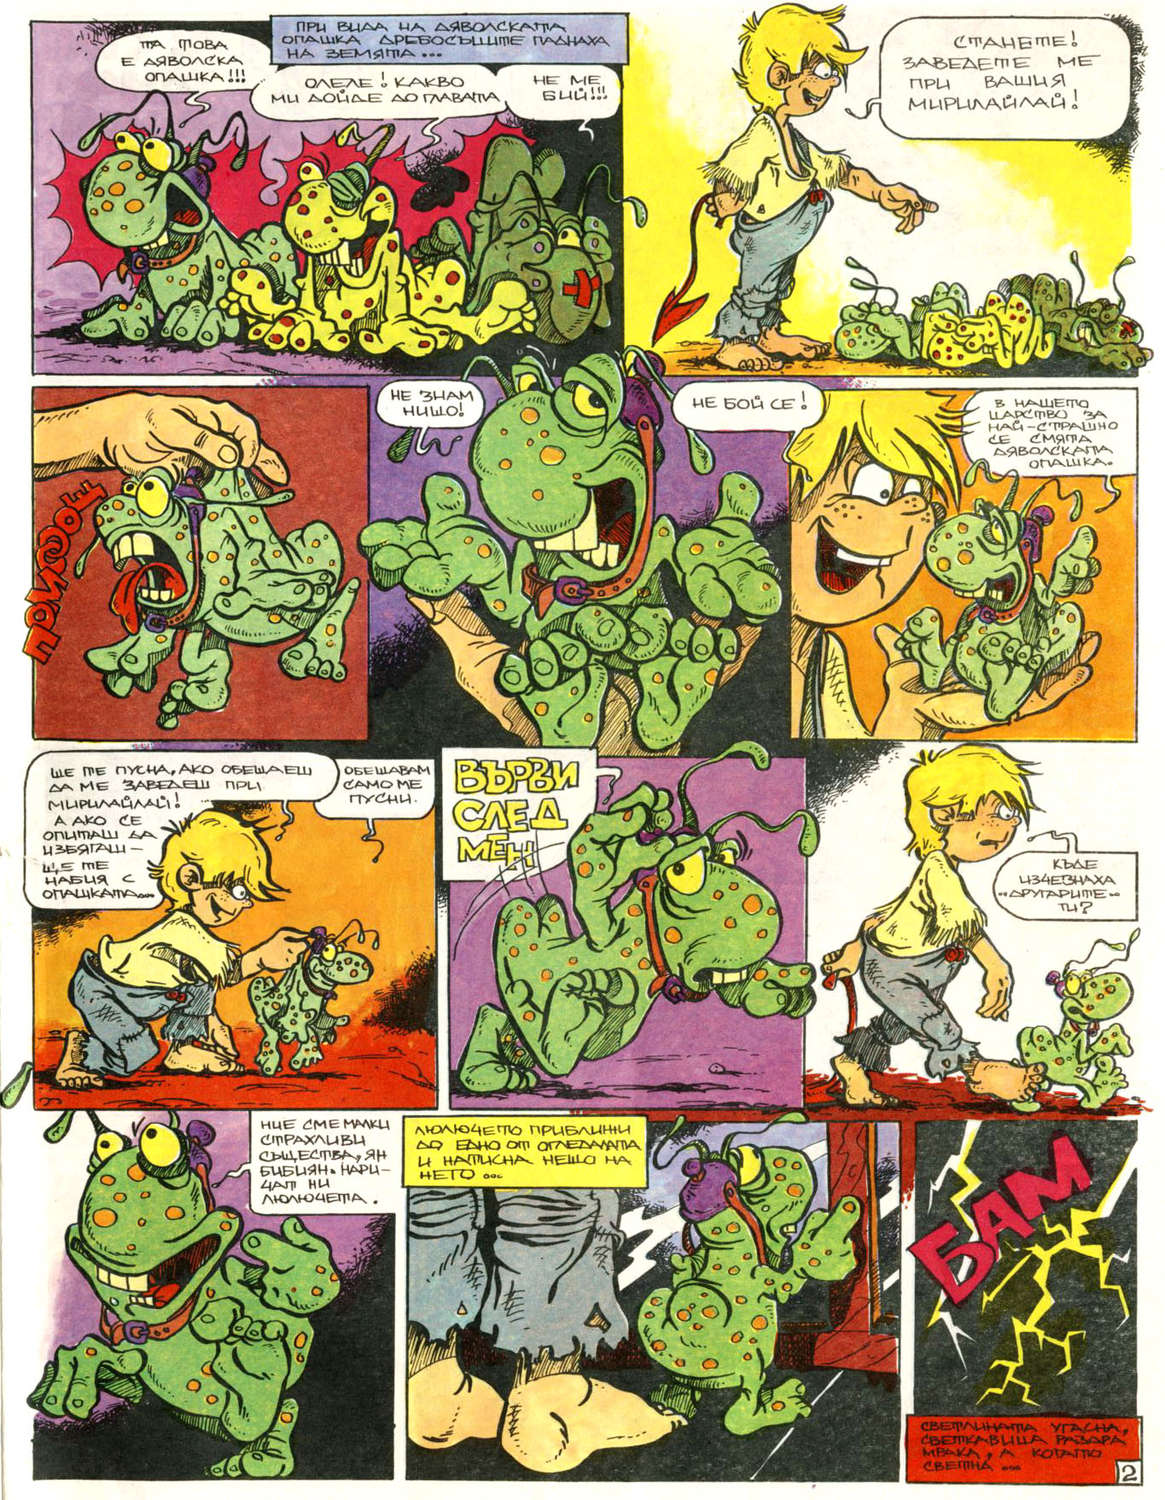 ПРИ ВИДА НА ДЯВОЛСКАТА
ОПАШКА ДРЕБОСЪЦИТЕ ПАДНАХА
НА ЗЕМЯТА...
ТА ТОВА
Е ДЯВОЛСКА
ОПАШКА!!!
ОЛЕЛЕ! КАКВО
МИ ДОЙДЕ ДО ГЛАВАТА
НЕ МЕ
БИЙ!!!
СТАНЕТЕ!
ЗАВЕДЕТЕ МЕ
ПРИ ВАШИЯ
МИРИЛАЙЛАЙ!
ПОМОООЩ
НЕ ЗНАМ
НИЩО!
НЕ БОЙ СЕ!
В НАШЕТО
ЦАРСТВО ЗА
НАЙ-СТРАШНО
СЕ СМЯТА
ДЯВОЛСКАТА
ОПАШКА.
ЩЕ ТЕ ПУСНА, АКО ОБЕЩАЕШ
ДА МЕ ЗАВЕДЕШ ПРИ
МИРИЛАЙЛАЙ!
А АКО СЕ
ОПИТАШ ДА
ИЗБЯГАШ -
ЩЕ ТЕ
НАБИЯ С
ОПАШКАТА...
ОБЕЩАВАМ
САМО МЕ
ПУСНИ.
ВЪРВИ
СЛЕД
МЕН
КЪДЕ
ИЗЧЕЗНАХА
"ДРУГАРИТЕ"
ТИ?
НИЕ СМЕ МАЛКИ
СТРАХЛИВИ
СЪЩЕСТВА, ЯН
БИБИЯН. НАРИ-
ЧАТ НИ
ЛЮЛЮЧЕТА.
ЛЮЛЮЧЕТО ПРИБЛИЖИ
ДО ЕДНО ОТ ОГЛЕДАЛАТА
И НАТИСНА НЕЩО НА
НЕГО...
БАМ
СВЕТЛИНАТА УГАСНА,
СВЕТКАВИЦА РАЗДРА
МРАКА, А КОГАТО
СВЕТНА...
2